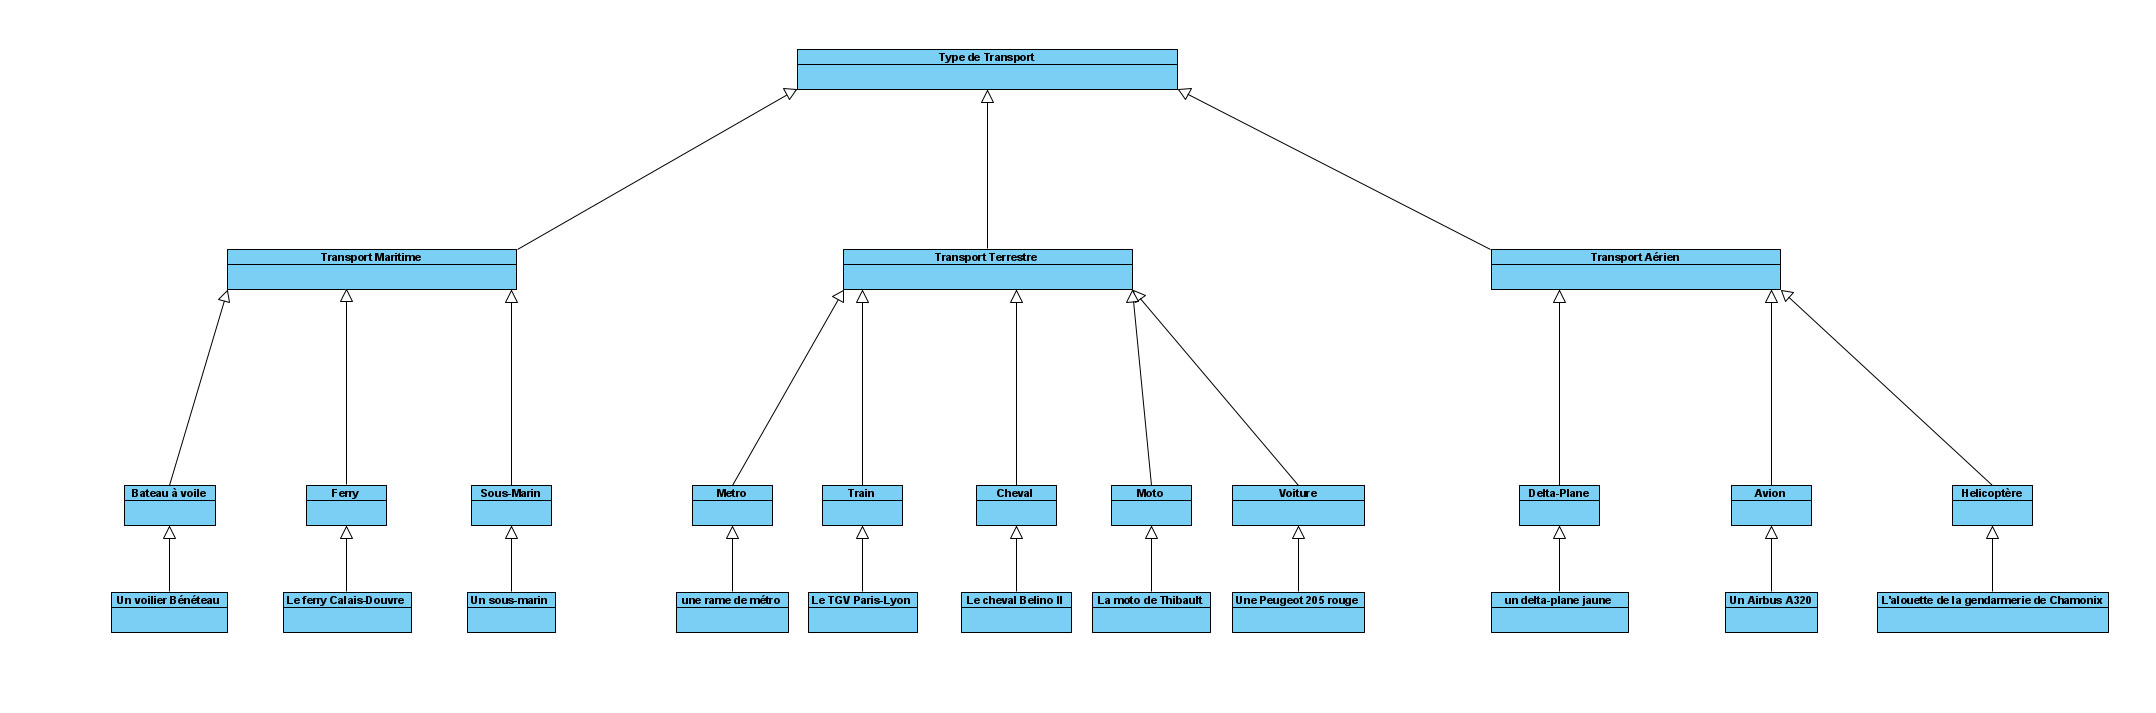 Type de Transport
Transport Maritime
Transport Terrestre
Transport Aérien
Bateau à voile
Ferry
Sous-Marin
Metro
Train
Cheval
Moto
Voiture
Delta-Plane
Avion
Helicoptère
Un voilier Bénéteau
Le ferry Calais-Douvre
Un sous-marin
une rame de métro
Le TGV Paris-Lyon
Le cheval Belino II
La moto de Thibault
Une Peugeot 205 rouge
un delta-plane jaune
Un Airbus A320
L'alouette de la gendarmerie de Chamonix